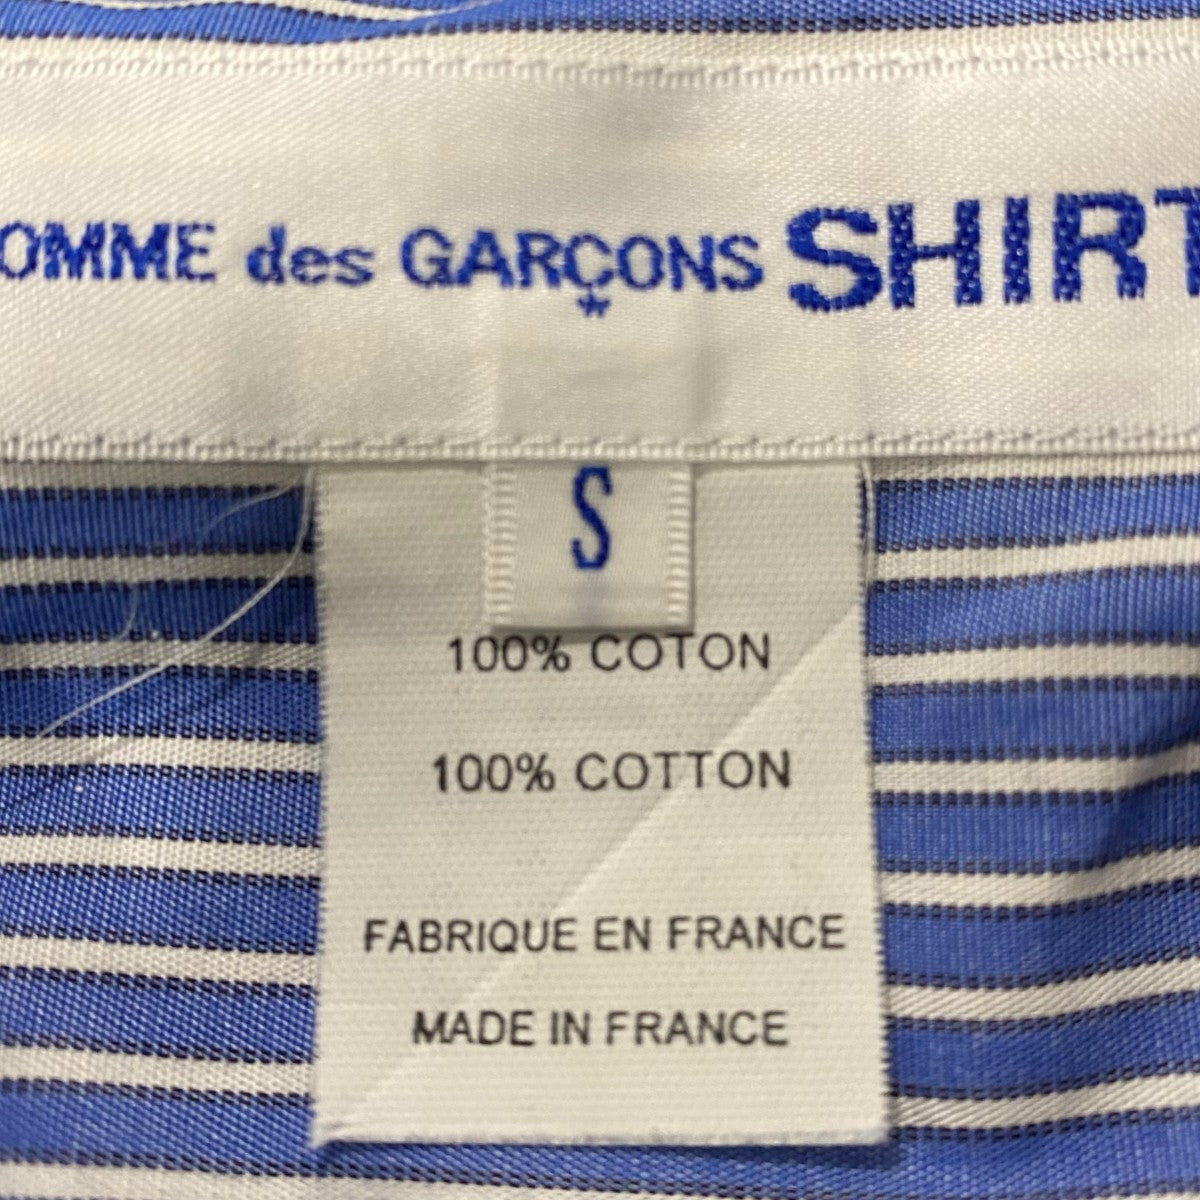 OMME des GARÇONS SHIRT
S
100% COTON
100% COTTON
FABRIQUE EN FRANCE
MADE IN FRANCE